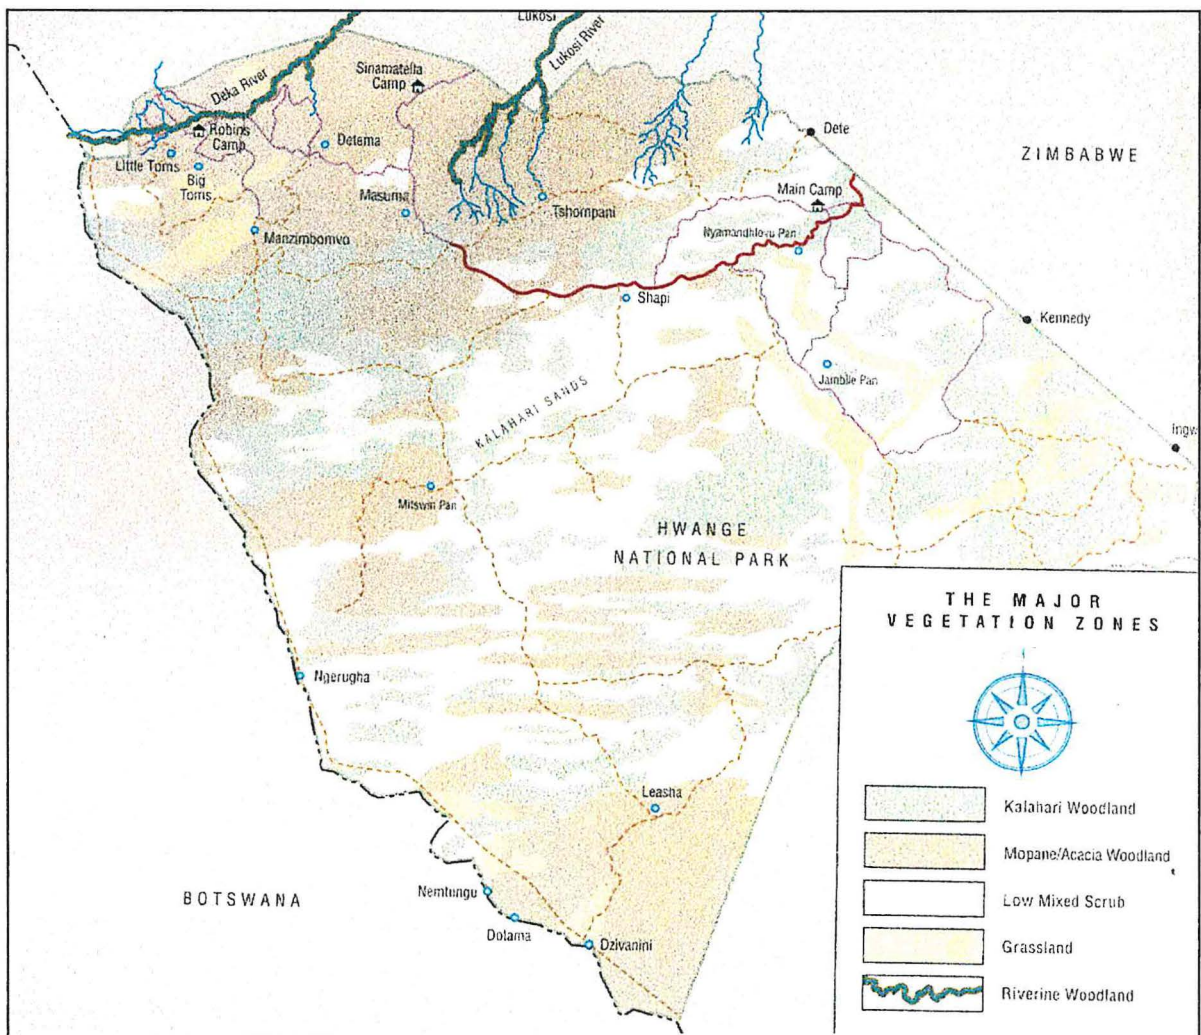 Lukosi
Lukosi River
Deka River
Sinamatella
Camp
Robins
Camp
Detema
Dete
ZIMBABWE
Little Toms
Big
Toms
Main Camp
Masuma
Tshompani
Manzimbomvo
Nyamandhlovu Pan
Shapi
Kennedy
Jambile Pan
KALAHARI SANDS
Ingw
Mitswiri Pan
HWANGE
NATIONAL PARK
THE MAJOR
VEGETATION ZONES
Ngerugha
Leasha
Kalahari Woodland
Mopane/Acacia Woodland
BOTSWANA
Nemtungu
Low Mixed Scrub
Dotama
Dzivanini
Grassland
Riverine Woodland